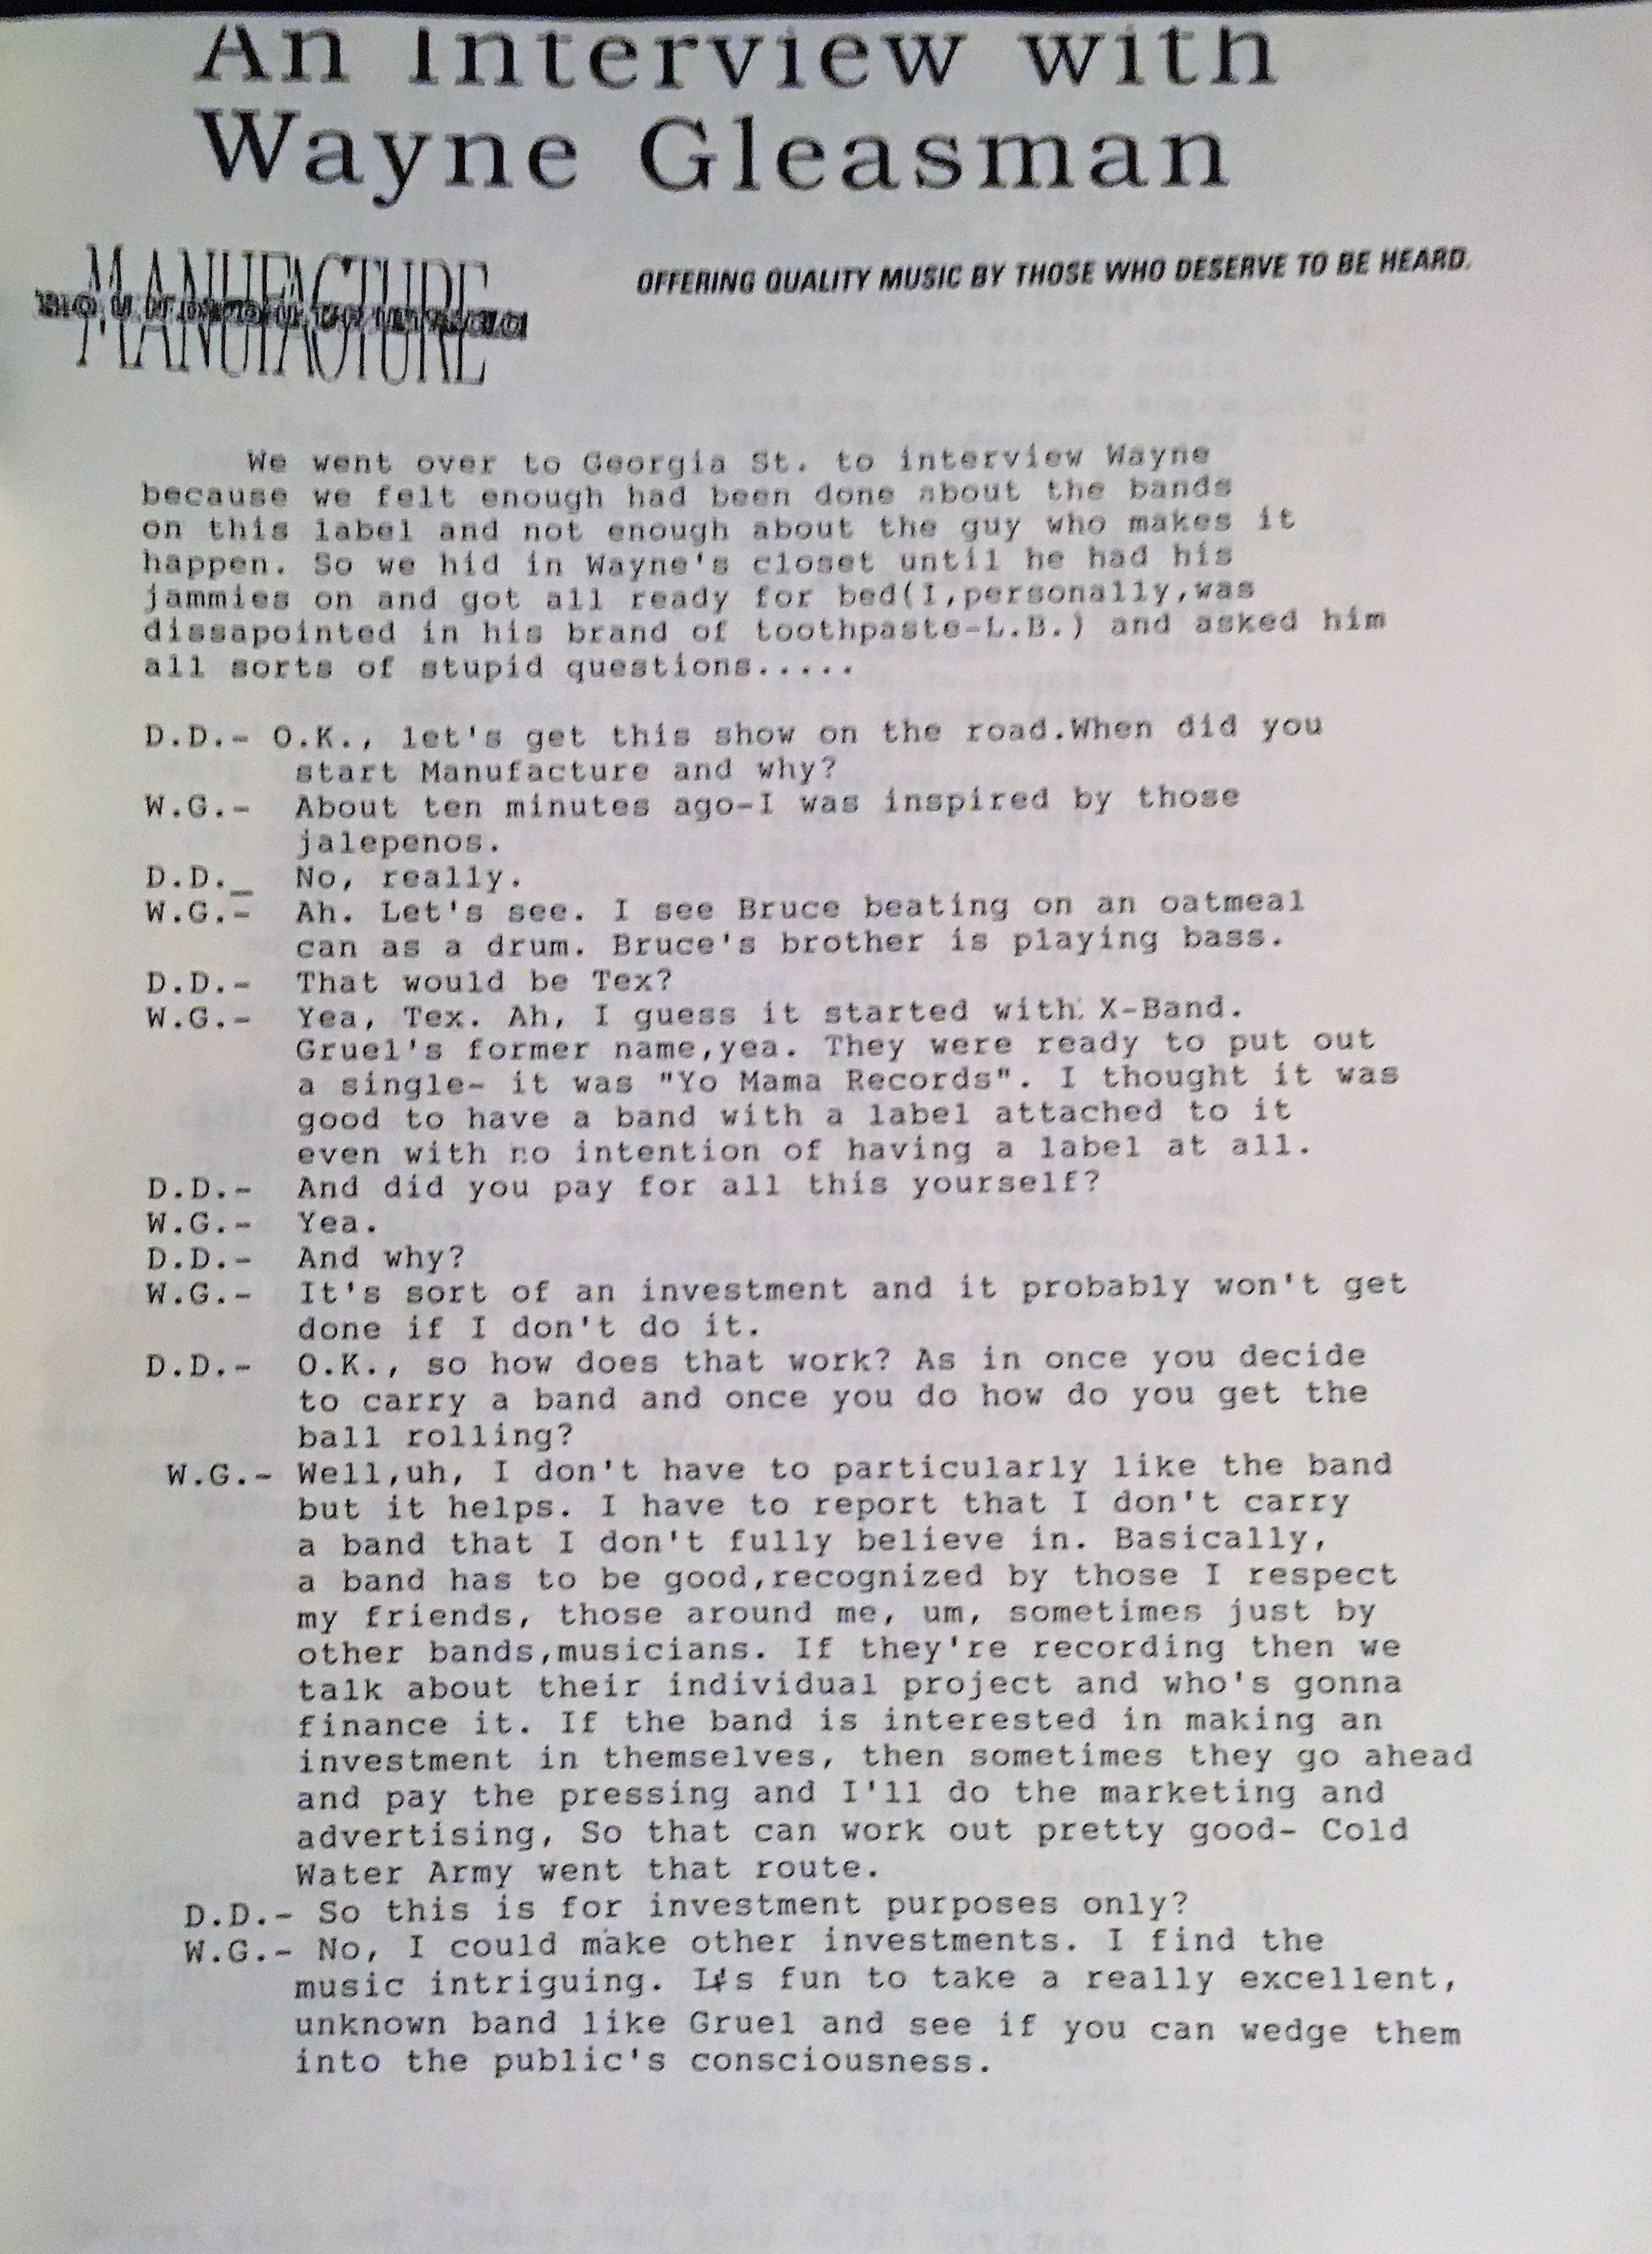 An Interview with
Wayne Gleasman
MANUFACTURE
OFFERING QUALITY MUSIC BY THOSE WHO DESERVE TO BE HEARD.
We went over to Georgia St. to interview Wayne
because we felt enough had been done about the bands
on this label and not enough about the guy who makes it
happen. So we hid in Wayne's closet until he had his
jammies on and got all ready for bed(I,personally,was
dissapointed in his brand of toothpaste-L.B.) and asked him
all sorts of stupid questions.....
D.D.- O.K., let's get this show on the road.When did you
start Manufacture and why?
W.G.- About ten minutes ago-I was inspired by those
jalepenos.
D.D._ No, really.
W.G.- Ah. Let's see. I see Bruce beating on an oatmeal
can as a drum. Bruce's brother is playing bass.
D.D.- That would be Tex?
W.G.- Yea, Tex. Ah, I guess it started with X-Band.
Gruel's former name,yea. They were ready to put out
a single- it was "Yo Mama Records". I thought it was
good to have a band with a label attached to it
even with no intention of having a label at all.
D.D.- And did you pay for all this yourself?
W.G.- Yea.
D.D.- And why?
W.G.- It's sort of an investment and it probably won't get
done if I don't do it.
D.D.- O.K., so how does that work? As in once you decide
to carry a band and once you do how do you get the
ball rolling?
W.G.- Well,uh, I don't have to particularly like the band
but it helps. I have to report that I don't carry
a band that I don't fully believe in. Basically,
a band has to be good,recognized by those I respect
my friends, those around me, um, sometimes just by
other bands,musicians. If they're recording then we
talk about their individual project and who's gonna
finance it. If the band is interested in making an
investment in themselves, then sometimes they go ahead
and pay the pressing and I'll do the marketing and
advertising, So that can work out pretty good- Cold
Water Army went that route.
D.D.- So this is for investment purposes only?
W.G.- No, I could make other investments. I find the
music intriguing. It's fun to take a really excellent,
unknown band like Gruel and see if you can wedge them
into the public's consciousness.